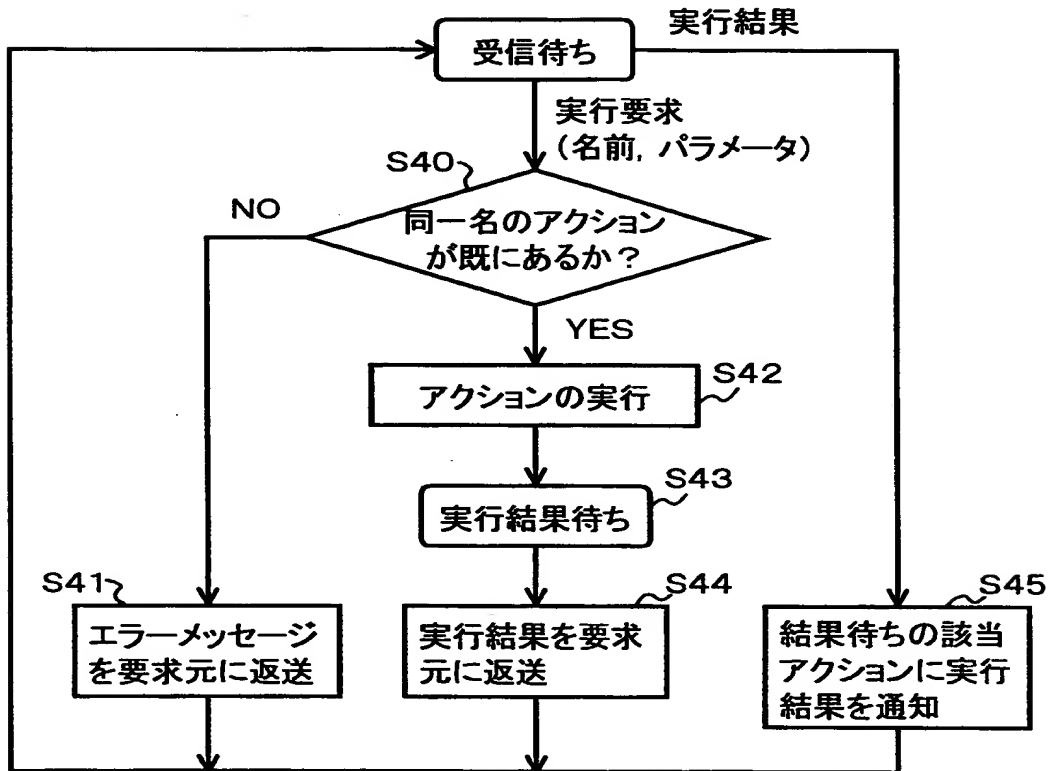 実行結果
受信待ち
実行要求
(名前, パラメータ)
S40
NO
同一名のアクション
が既にあるか？
YES
S42
アクションの実行
S43
実行結果待ち
S41
エラーメッセージ
を要求元に返送
S44
実行結果を要求
元に返送
S45
結果待ちの該当
アクションに実行
結果を通知